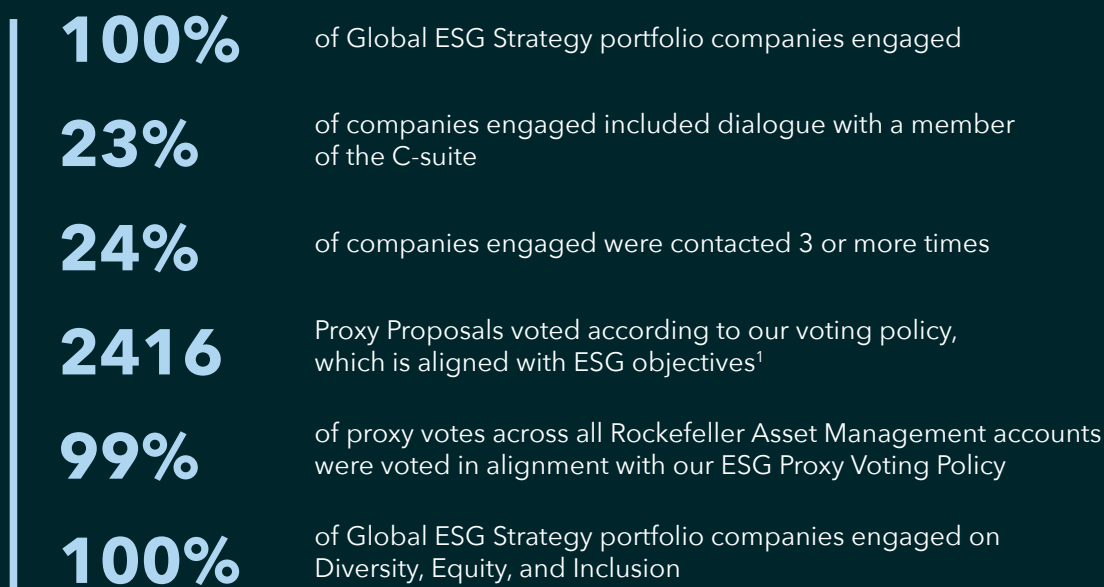 100%
of Global ESG Strategy portfolio companies engaged
23%
of companies engaged included dialogue with a member
of the C-suite
24%
of companies engaged were contacted 3 or more times
2416
Proxy Proposals voted according to our voting policy,
which is aligned with ESG objectives¹
99%
of proxy votes across all Rockefeller Asset Management accounts
were voted in alignment with our ESG Proxy Voting Policy
100%
of Global ESG Strategy portfolio companies engaged on
Diversity, Equity, and Inclusion